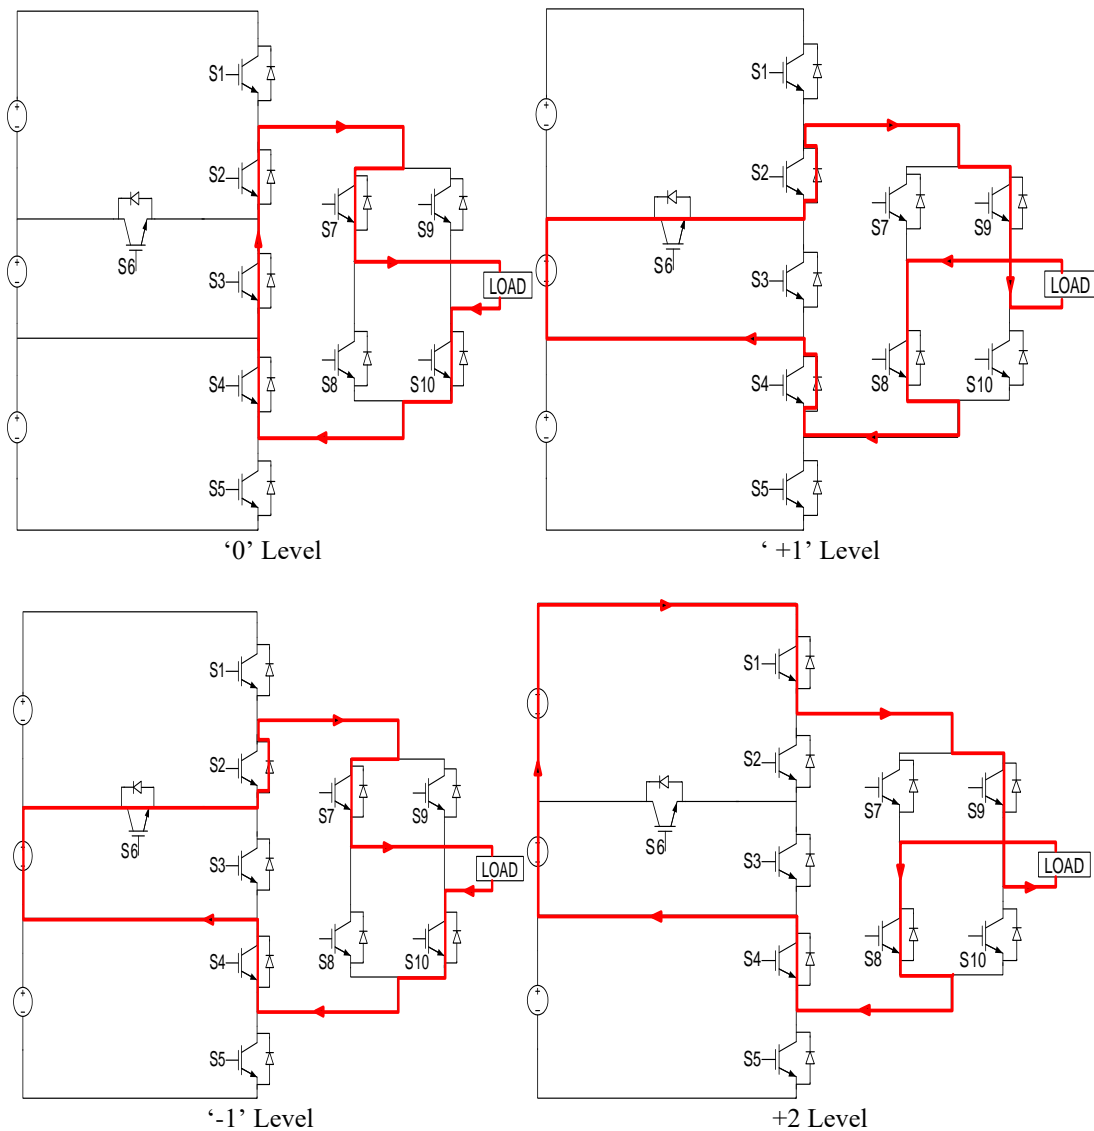 S1
S2
S6
S7
S9
S3
LOAD
S4
S8
S10
S5
‘0’ Level
S1
S2
S6
S7
S9
S3
LOAD
S4
S8
S10
S5
‘ +1’ Level
S1
S2
S6
S7
S9
S3
LOAD
S4
S8
S10
S5
‘-1’ Level
S1
S2
S6
S7
S9
S3
LOAD
S4
S8
S10
S5
+2 Level